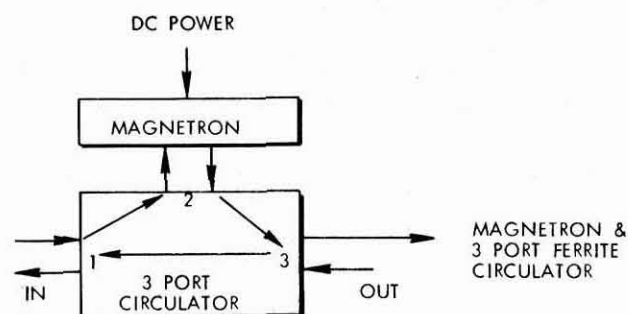 DC POWER
MAGNETRON
2
1
3
3 PORT
CIRCULATOR
IN
OUT
MAGNETRON &
3 PORT FERRITE
CIRCULATOR